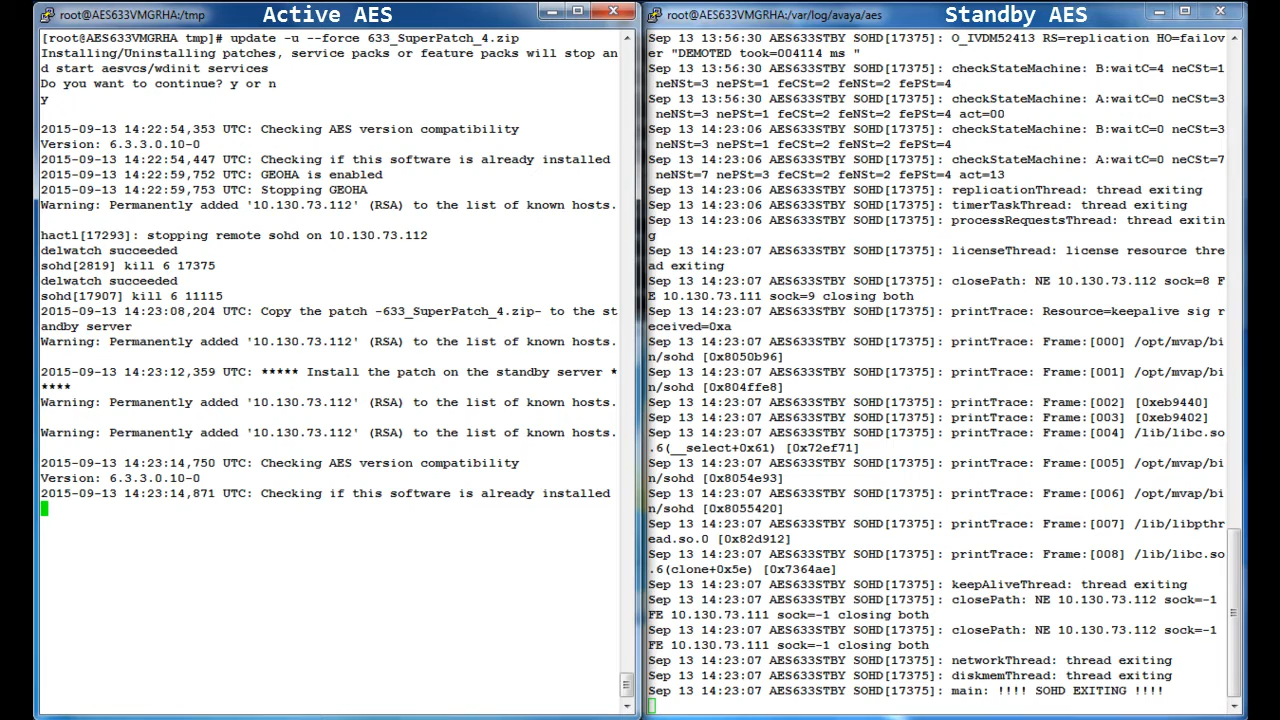 root@AES633VMGRHA:/tmp
Active AES
[root@AES633VMGRHA tmp]# update -u --force 633_SuperPatch_4.zip
Installing/Uninstalling patches, service packs or feature packs will stop an
d start aesvcs/wdinit services
Do you want to continue? y or n
y
2015-09-13 14:22:54,353 UTC: Checking AES version compatibility
Version: 6.3.3.0.10-0
2015-09-13 14:22:54,447 UTC: Checking if this software is already installed
2015-09-13 14:22:59,752 UTC: GEOHA is enabled
2015-09-13 14:22:59,753 UTC: Stopping GEOHA
Warning: Permanently added '10.130.73.112' (RSA) to the list of known hosts.
hactl[17293]: stopping remote sohd on 10.130.73.112
delwatch succeeded
sohd[2819] kill 6 17375
delwatch succeeded
sohd[17907] kill 6 11115
2015-09-13 14:23:08,204 UTC: Copy the patch -633_SuperPatch_4.zip- to the st
andby server
Warning: Permanently added '10.130.73.112' (RSA) to the list of known hosts.
2015-09-13 14:23:12,359 UTC: ***** Install the patch on the standby server *
****
Warning: Permanently added '10.130.73.112' (RSA) to the list of known hosts.
Warning: Permanently added '10.130.73.112' (RSA) to the list of known hosts.
2015-09-13 14:23:14,750 UTC: Checking AES version compatibility
Version: 6.3.3.0.10-0
2015-09-13 14:23:14,871 UTC: Checking if this software is already installed
root@AES633VMGRHA:/var/log/avaya/aes
Standby AES
Sep 13 13:56:30 AES633STBY SOHD[17375]: O_IVDM52413 RS=replication HO=failov
er "DEMOTED took=004114 ms "
Sep 13 13:56:30 AES633STBY SOHD[17375]: checkStateMachine: B:waitC=4 neCSt=1
neNSt=3 nePSt=1 feCSt=2 feNSt=2 fePSt=4
Sep 13 13:56:30 AES633STBY SOHD[17375]: checkStateMachine: A:waitC=0 neCSt=3
neNSt=3 nePSt=1 feCSt=2 feNSt=2 fePSt=4 act=00
Sep 13 14:23:06 AES633STBY SOHD[17375]: checkStateMachine: B:waitC=0 neCSt=3
neNSt=3 nePSt=1 feCSt=2 feNSt=2 fePSt=4
Sep 13 14:23:06 AES633STBY SOHD[17375]: checkStateMachine: A:waitC=0 neCSt=7
neNSt=7 nePSt=3 feCSt=2 feNSt=2 fePSt=4 act=13
Sep 13 14:23:06 AES633STBY SOHD[17375]: replicationThread: thread exiting
Sep 13 14:23:06 AES633STBY SOHD[17375]: timerTaskThread: thread exiting
Sep 13 14:23:06 AES633STBY SOHD[17375]: processRequestsThread: thread exitin
g
Sep 13 14:23:07 AES633STBY SOHD[17375]: licenseThread: license resource thre
ad exiting
Sep 13 14:23:07 AES633STBY SOHD[17375]: closePath: NE 10.130.73.112 sock=8 F
E 10.130.73.111 sock=9 closing both
Sep 13 14:23:07 AES633STBY SOHD[17375]: printTrace: Resource=keepalive sig r
eceived=0xa
Sep 13 14:23:07 AES633STBY SOHD[17375]: printTrace: Frame:[000] /opt/mvap/bi
n/sohd [0x8050b96]
Sep 13 14:23:07 AES633STBY SOHD[17375]: printTrace: Frame:[001] /opt/mvap/bi
n/sohd [0x804ffe8]
Sep 13 14:23:07 AES633STBY SOHD[17375]: printTrace: Frame:[002] [0xeb9440]
Sep 13 14:23:07 AES633STBY SOHD[17375]: printTrace: Frame:[003] [0xeb9402]
Sep 13 14:23:07 AES633STBY SOHD[17375]: printTrace: Frame:[004] /lib/libc.so
.6(__select+0x61) [0x72ef71]
Sep 13 14:23:07 AES633STBY SOHD[17375]: printTrace: Frame:[005] /opt/mvap/bi
n/sohd [0x8054e93]
Sep 13 14:23:07 AES633STBY SOHD[17375]: printTrace: Frame:[006] /opt/mvap/bi
n/sohd [0x8055420]
Sep 13 14:23:07 AES633STBY SOHD[17375]: printTrace: Frame:[007] /lib/libpthr
ead.so.0 [0x82d912]
Sep 13 14:23:07 AES633STBY SOHD[17375]: printTrace: Frame:[008] /lib/libc.so
.6(clone+0x5e) [0x7364ae]
Sep 13 14:23:07 AES633STBY SOHD[17375]: keepAliveThread: thread exiting
Sep 13 14:23:07 AES633STBY SOHD[17375]: closePath: NE 10.130.73.112 sock=-1
FE 10.130.73.111 sock=-1 closing both
Sep 13 14:23:07 AES633STBY SOHD[17375]: closePath: NE 10.130.73.112 sock=-1
FE 10.130.73.111 sock=-1 closing both
Sep 13 14:23:07 AES633STBY SOHD[17375]: networkThread: thread exiting
Sep 13 14:23:07 AES633STBY SOHD[17375]: diskmemThread: thread exiting
Sep 13 14:23:07 AES633STBY SOHD[17375]: main: !!!! SOHD EXITING !!!!